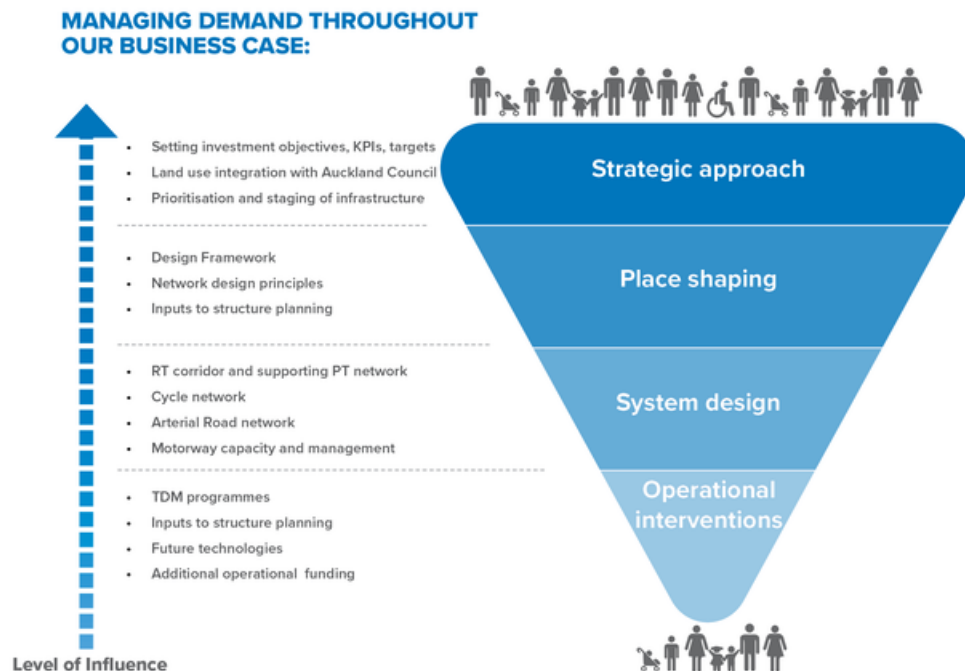 MANAGING DEMAND THROUGHOUT
OUR BUSINESS CASE:
• Setting investment objectives, KPIs, targets
• Land use integration with Auckland Council
• Prioritisation and staging of infrastructure
Strategic approach
• Design Framework
• Network design principles
• Inputs to structure planning
Place shaping
• RT corridor and supporting PT network
• Cycle network
• Arterial Road network
• Motorway capacity and management
System design
• TDM programmes
• Inputs to structure planning
• Future technologies
• Additional operational funding
Operational
interventions
Level of Influence